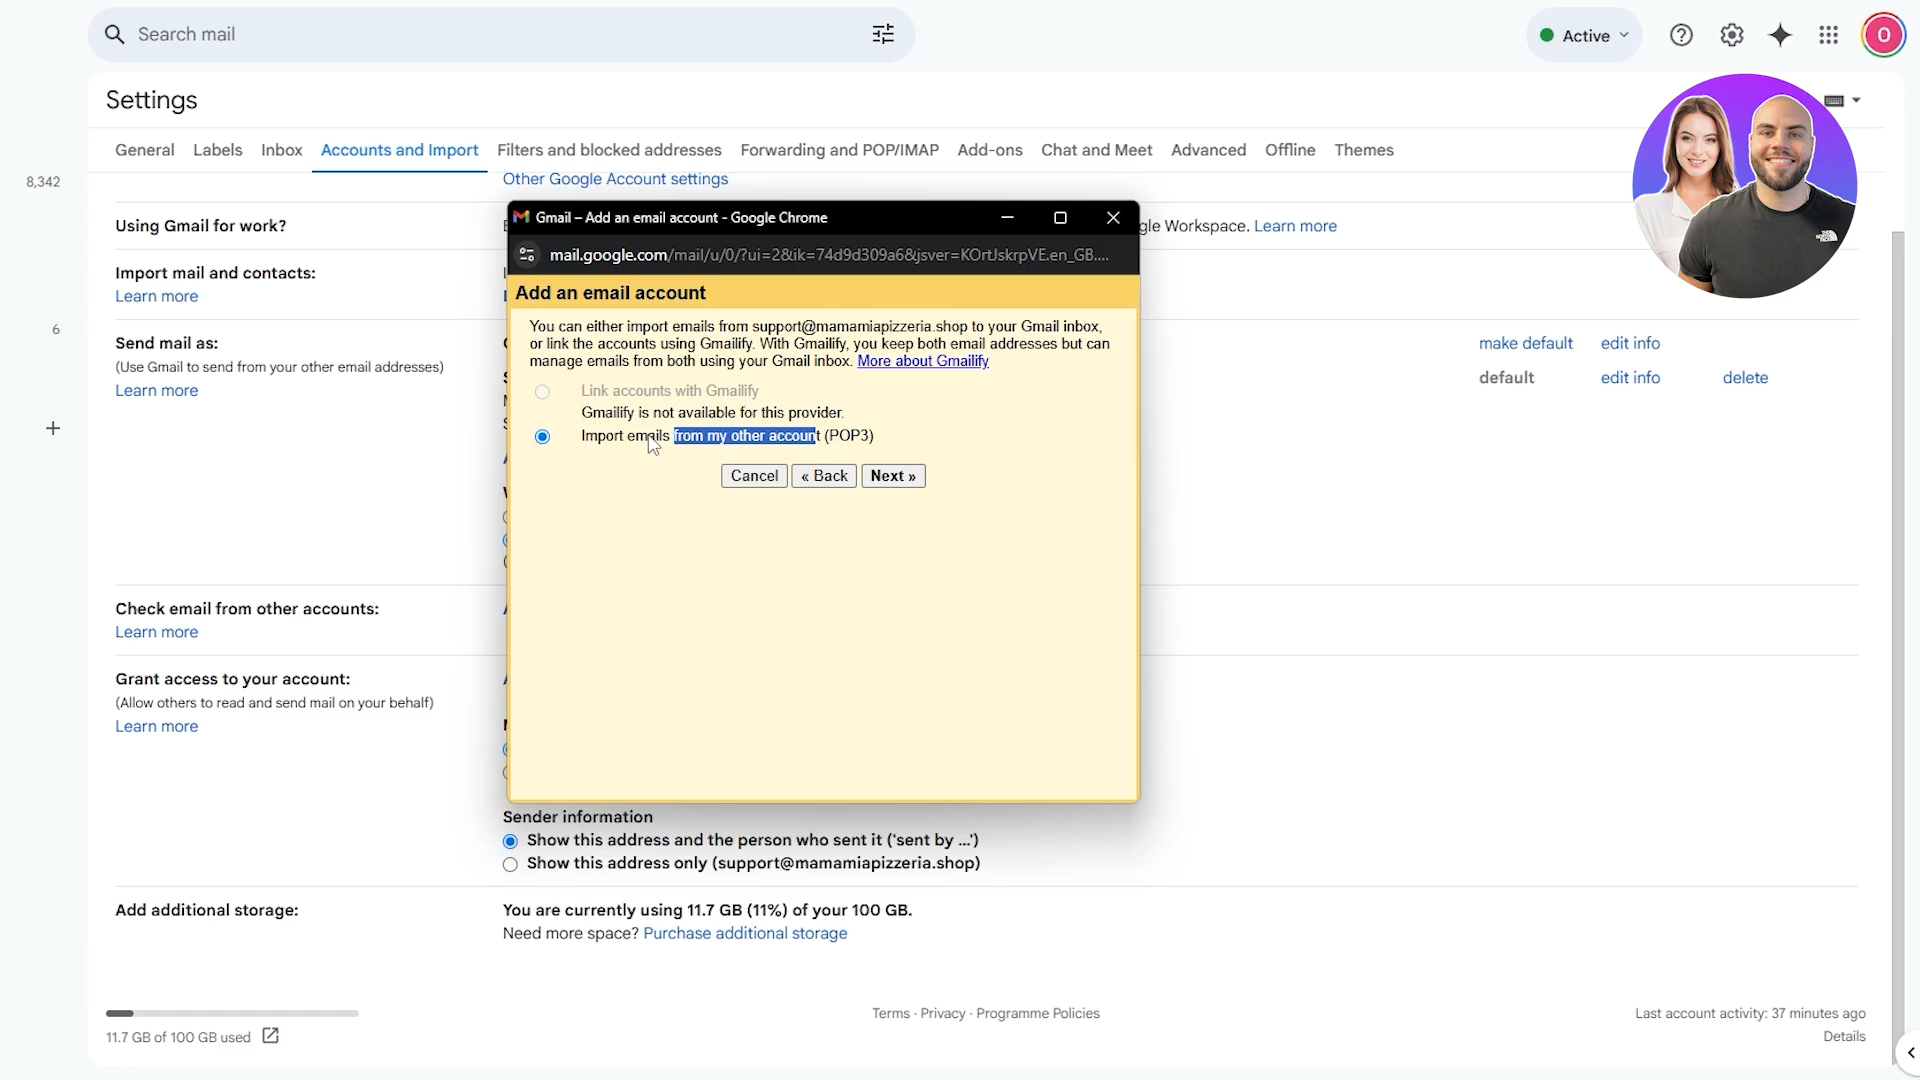 Search mail
Active
O
Settings
General Labels Inbox Accounts and Import Filters and blocked addresses Forwarding and POP/IMAP Add-ons Chat and Meet Advanced Offline Themes
8,342
Other Google Account settings
Gmail – Add an email account - Google Chrome
Using Gmail for work?
gle Workspace. Learn more
mail.google.com/mail/u/0/?ui=2&ik=74d9d309a6&jsver=KOrtJskrpVE.en_GB....
Import mail and contacts:
Learn more
Add an email account
You can either import emails from support@mamamiapizzeria.shop to your Gmail inbox,
or link the accounts using Gmailify. With Gmailify, you keep both email addresses but can
manage emails from both using your Gmail inbox. More about Gmailify
6
Send mail as:
(Use Gmail to send from your other email addresses)
Learn more
make default edit info
default edit info delete
Link accounts with Gmailify
Gmailify is not available for this provider.
Import emails from my other account (POP3)
Cancel « Back Next »
Check email from other accounts:
Learn more
Grant access to your account:
(Allow others to read and send mail on your behalf)
Learn more
Sender information
Show this address and the person who sent it ('sent by ...')
Show this address only (support@mamamiapizzeria.shop)
Add additional storage:
You are currently using 11.7 GB (11%) of your 100 GB.
Need more space? Purchase additional storage
11.7 GB of 100 GB used
Terms · Privacy · Programme Policies
Last account activity: 37 minutes ago
Details